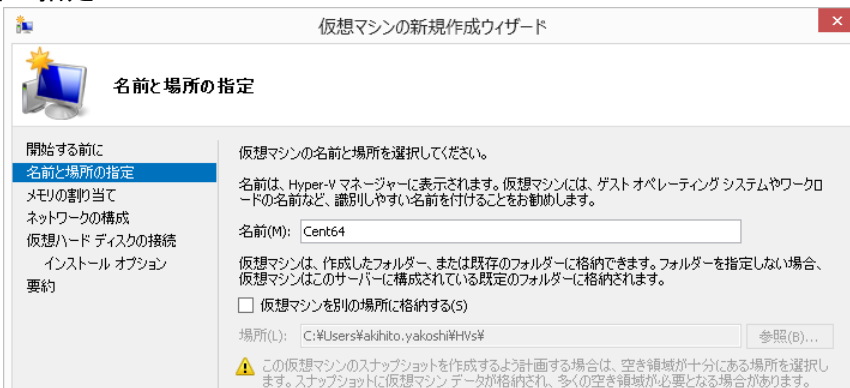 仮想マシンの新規作成ウィザード
×
名前と場所の指定
開始する前に
名前と場所の指定
メモリの割り当て
ネットワークの構成
仮想ハード ディスクの接続
インストール オプション
要約
仮想マシンの名前と場所を選択してください。
名前は、Hyper-V マネージャーに表示されます。仮想マシンには、ゲスト オペレーティング システムやワークロ
ードの名前など、識別しやすい名前を付けることをお勧めします。
名前(M): Cent64
仮想マシンは、作成したフォルダー、または既存のフォルダーに格納できます。フォルダーを指定しない場合、
仮想マシンはこのサーバーに構成されている既定のフォルダーに格納されます。
仮想マシンを別の場所に格納する(S)
場所(L): C:¥Users¥akihito.yakoshi¥HVs¥ 参照(B)...
この仮想マシンのスナップショットを作成するよう計画する場合は、空き領域が十分にある場所を選択し
ます。スナップショットに仮想マシン データが格納され、多くの空き領域が必要となる場合があります。